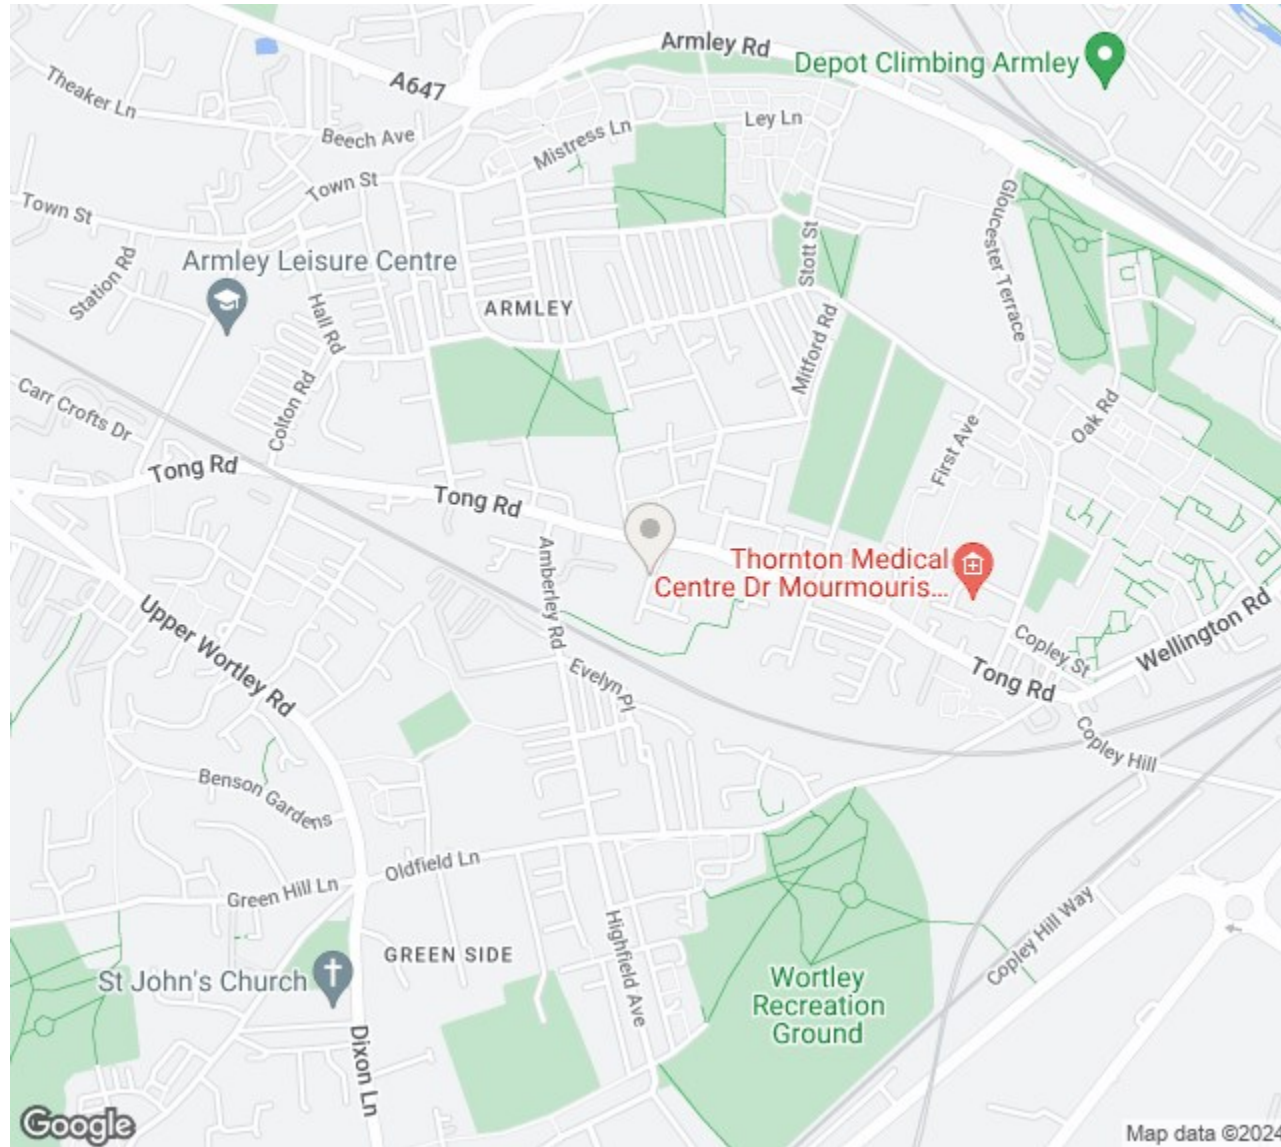 Armley Rd
Depot Climbing Armley
A647
Theaker Ln
Beech Ave
Mistress Ln
Ley Ln
Town St
Town St
Gloucester Terrace
Stott St
Station Rd
Armley Leisure Centre
Hall Rd
ARMLEY
Mitford Rd
Carr Crofts Dr
Colton Rd
Oak Rd
First Ave
Tong Rd
Tong Rd
Amberley Rd
Thornton Medical
Centre Dr Mourmouris...
Upper Wortley Rd
Evelyn Pl
Copley St
Wellington Rd
Tong Rd
Copley Hill
Benson Gardens
Oldfield Ln
Green Hill Ln
Highfield Ave
Copley Hill Way
GREEN SIDE
St John's Church
Wortley
Recreation
Ground
Dixon Ln
Google
Map data ©2024